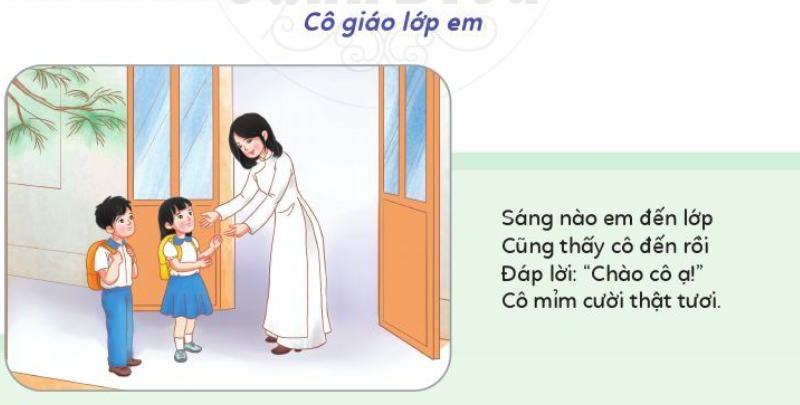 Cô giáo lớp em
Sáng nào em đến lớp
Cũng thấy cô đến rồi
Đáp lời: “Chào cô ạ!”
Cô mỉm cười thật tươi.